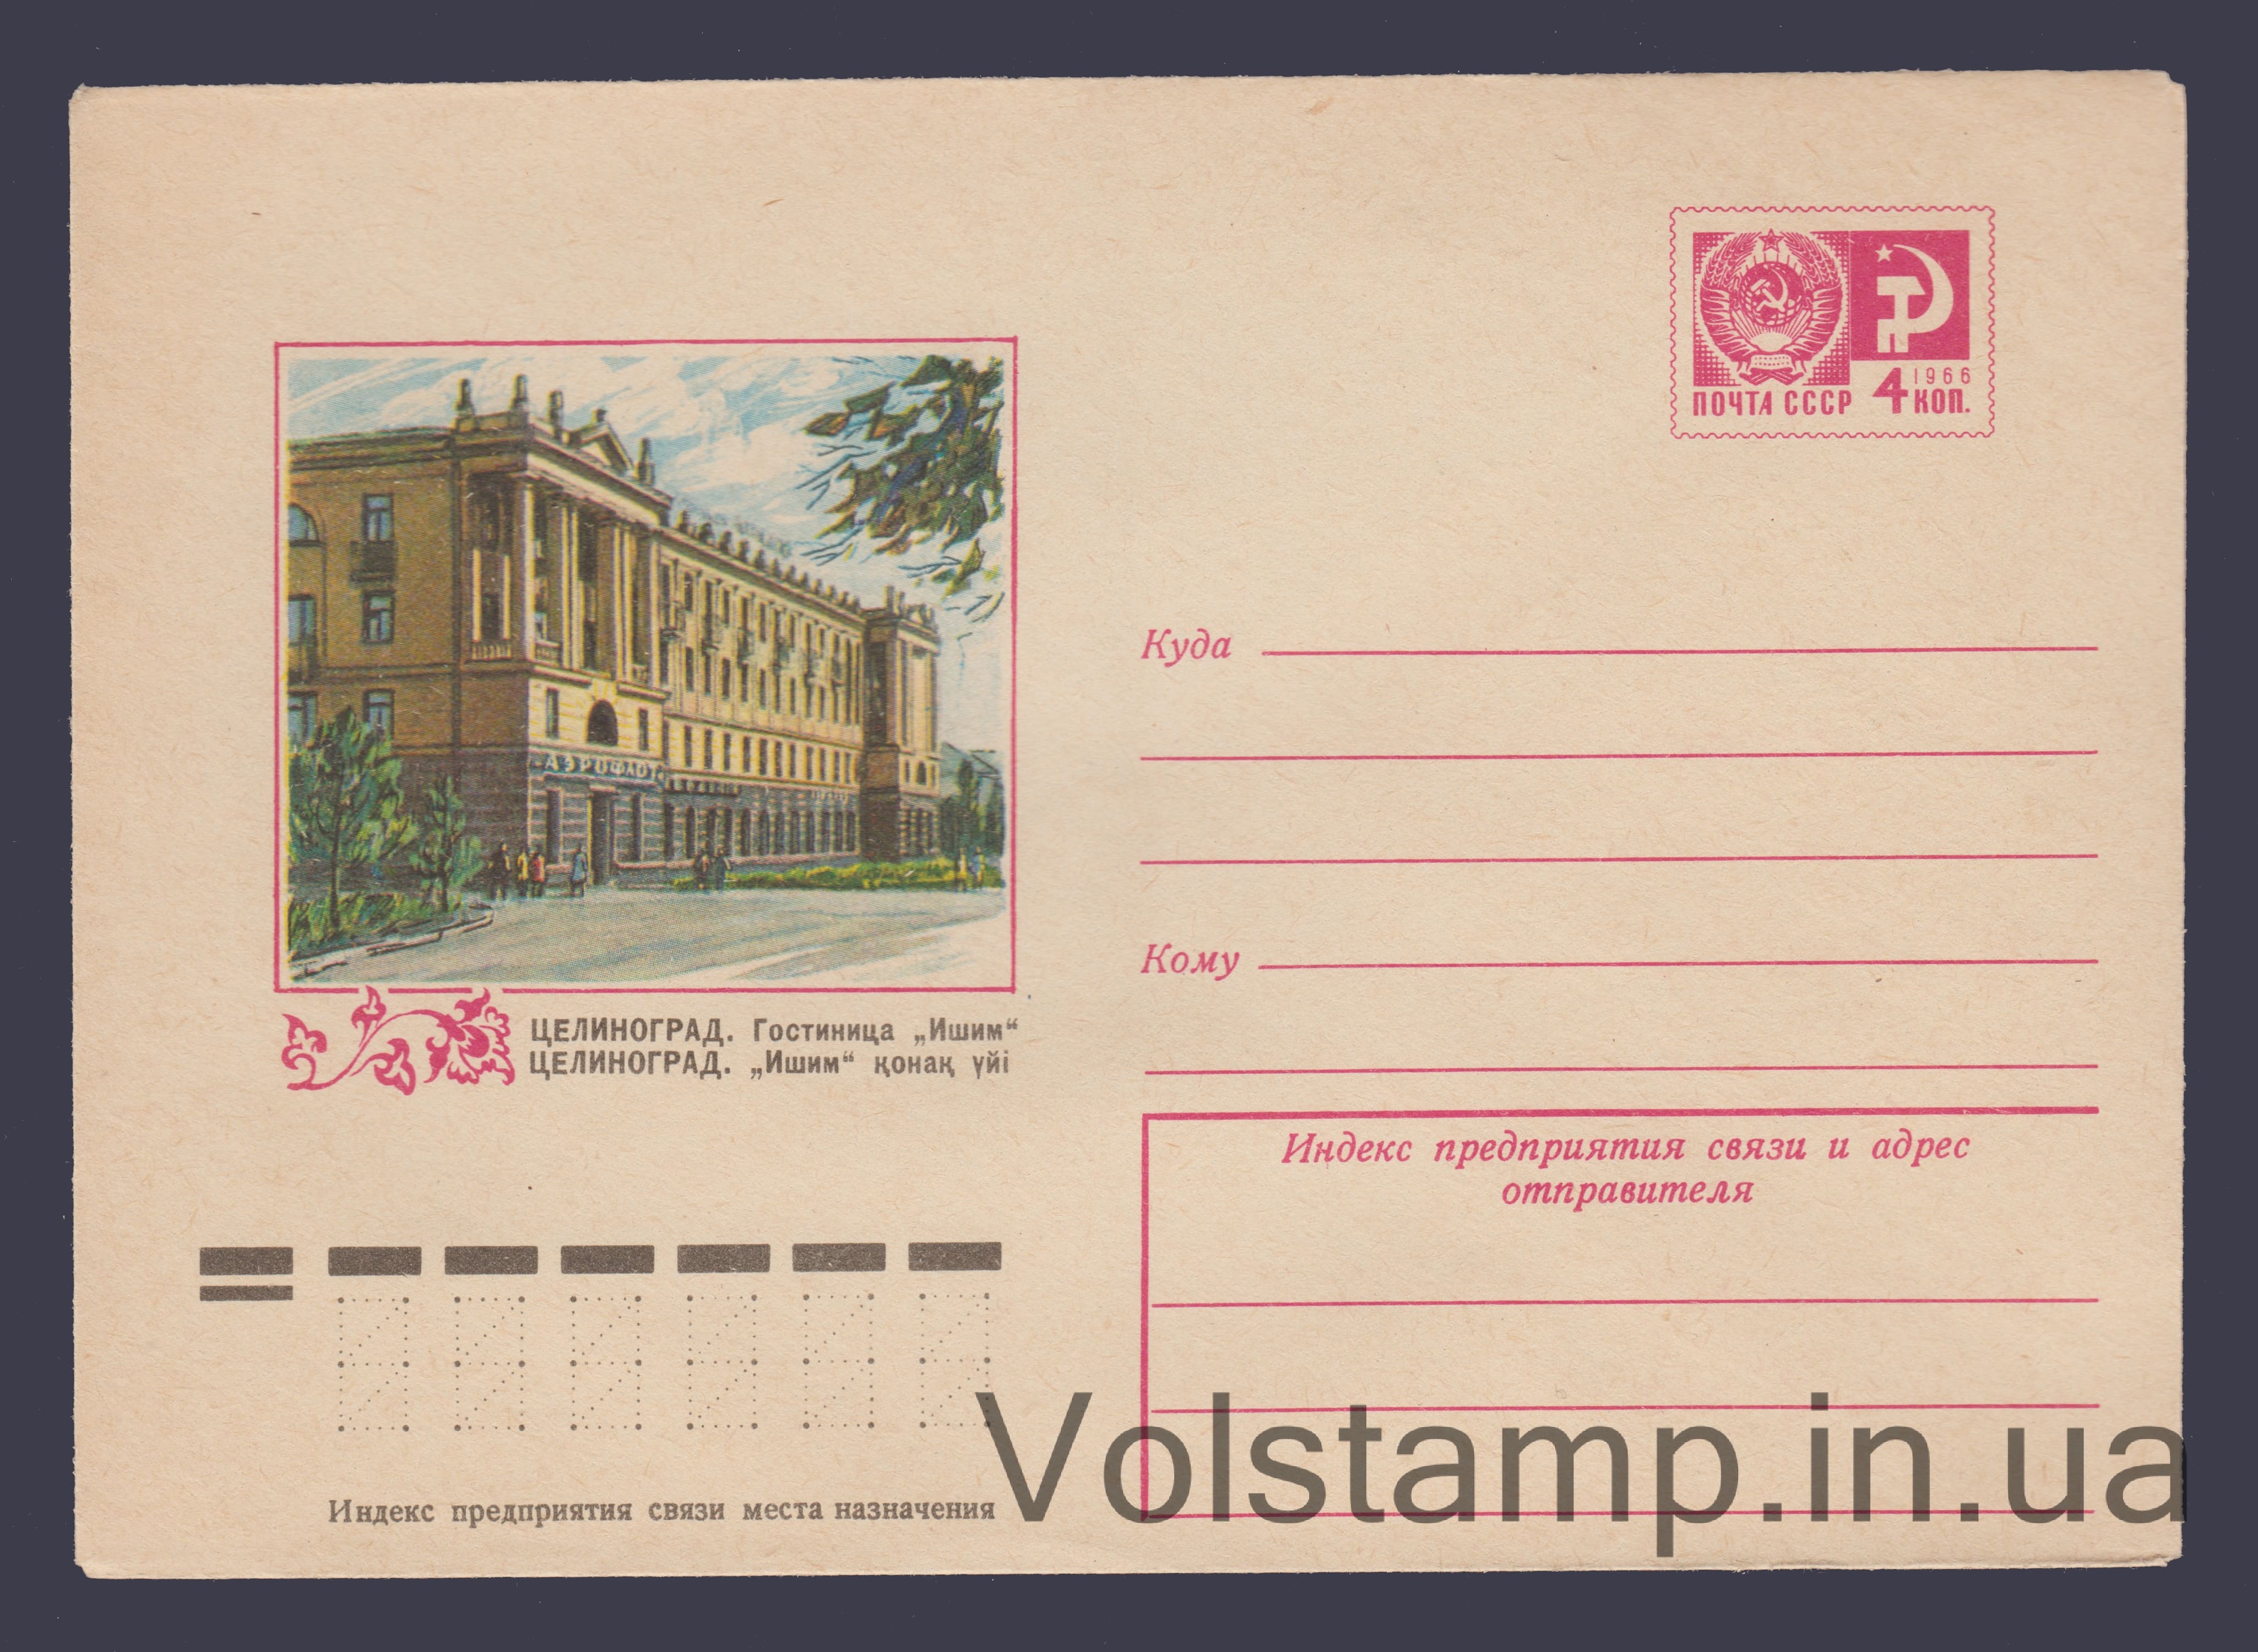 ПОЧТА СССР 4 КОП. 1966
«АЭРОФЛОТ»
ЦЕЛИНОГРАД. Гостиница „Ишим“
ЦЕЛИНОГРАД. „Ишим“ қонақ үйі
Куда
Кому
Индекс предприятия связи и адрес
отправителя
Индекс предприятия связи места назначения
Volstamp.in.ua